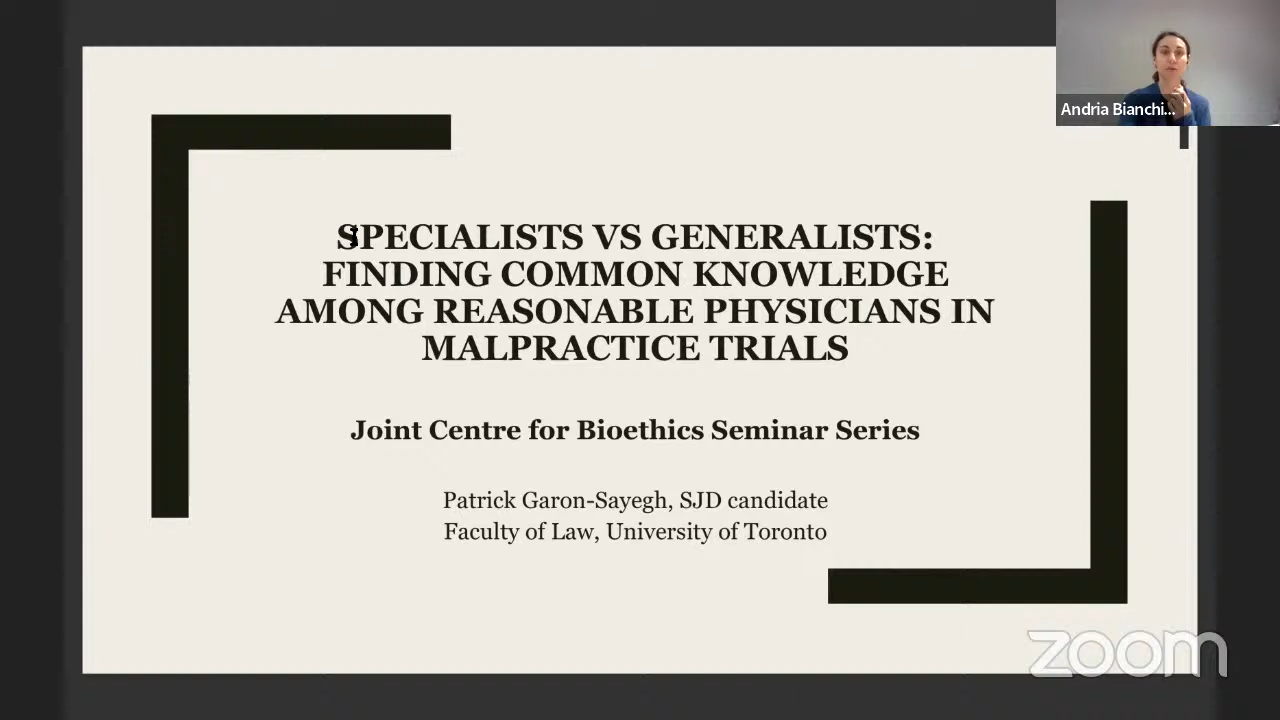 Andria Bianchi...
SPECIALISTS VS GENERALISTS:
FINDING COMMON KNOWLEDGE
AMONG REASONABLE PHYSICIANS IN
MALPRACTICE TRIALS
Joint Centre for Bioethics Seminar Series
Patrick Garon-Sayegh, SJD candidate
Faculty of Law, University of Toronto
zoom